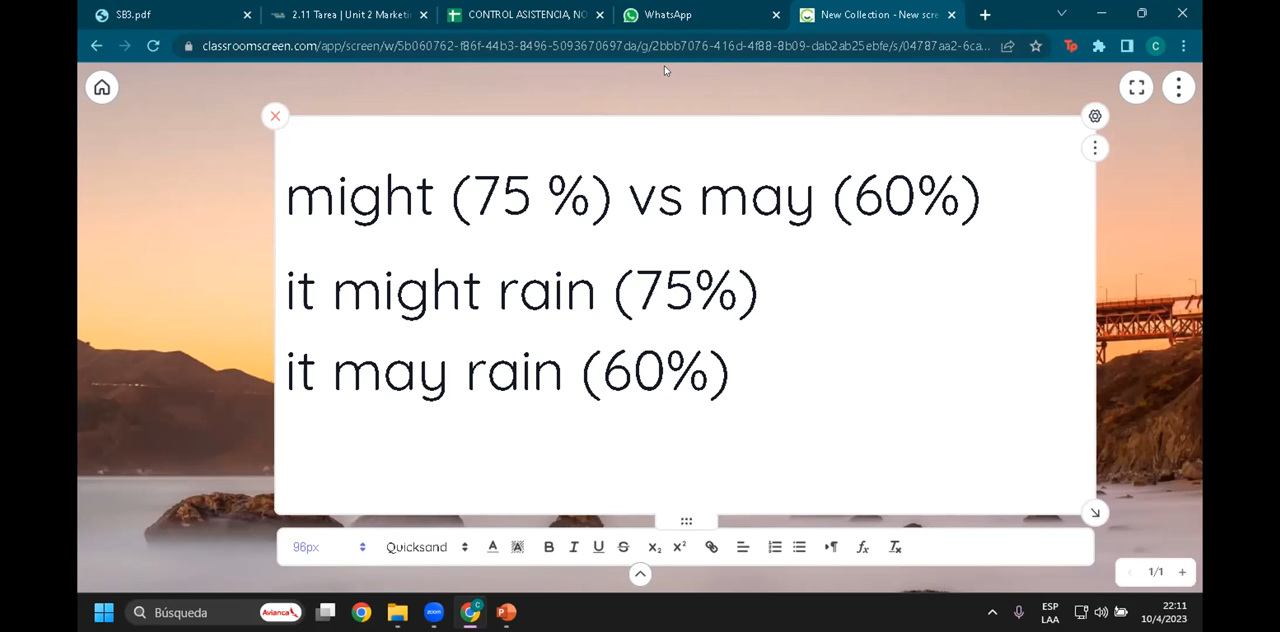 SB3.pdf
2.11 Tarea | Unit 2 Marketi
CONTROL ASISTENCIA, NO
WhatsApp
New Collection - New scre
classroomscreen.com/app/screen/w/5b060762-f86f-44b3-8496-5093670697da/g/2bbb7076-416d-4f88-8b09-dab2ab25ebfe/s/04787aa2-6ca...
Tp
C
might (75 %) vs may (60%)
it might rain (75%)
it may rain (60%)
96px
Quicksand
1/1
Búsqueda
Avianca
zoom
ESP
LAA
22:11
10/4/2023